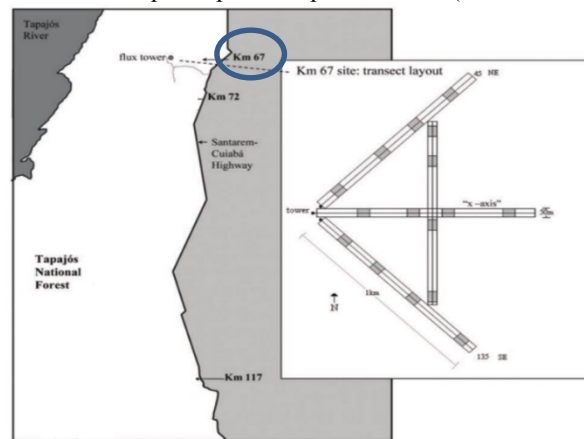 Tapajós
River
flux tower
Km 67
Km 72
Santarem-
Cuiabá
Highway
Tapajós
National
Forest
Km 117
Km 67 site: transect layout
45 NE
tower
"x –axis"
50m
1km
N
135 SE